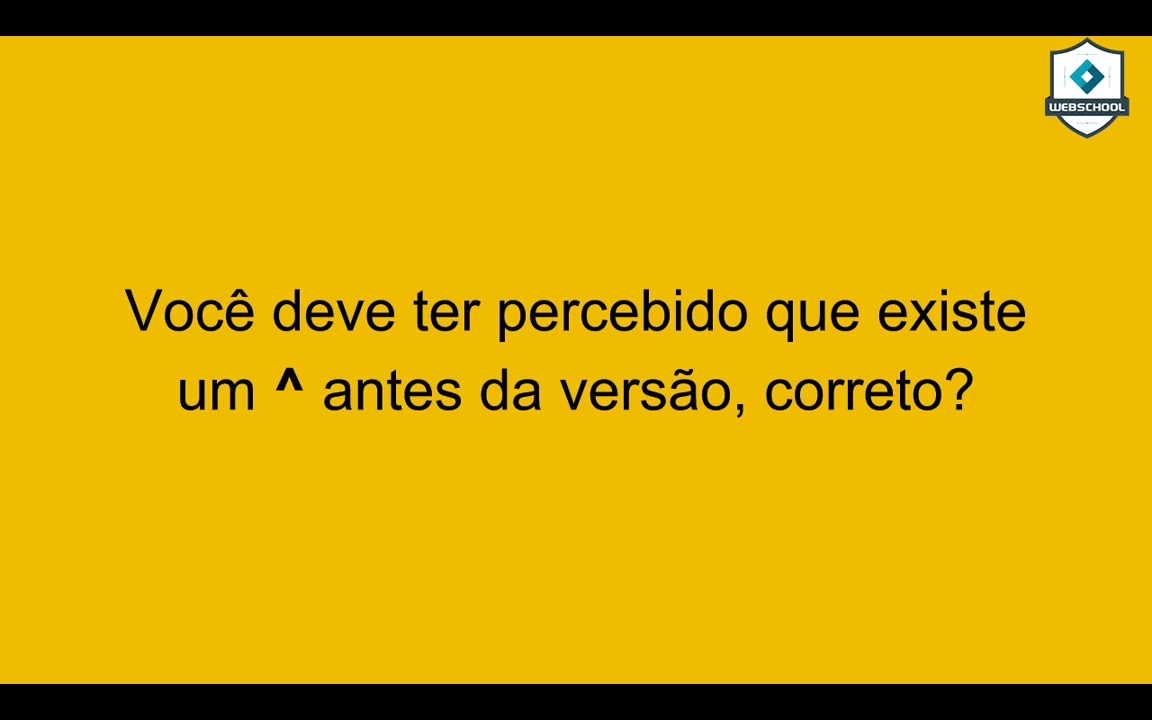 WEBSCHOOL
Você deve ter percebido que existe
um ^ antes da versão, correto?